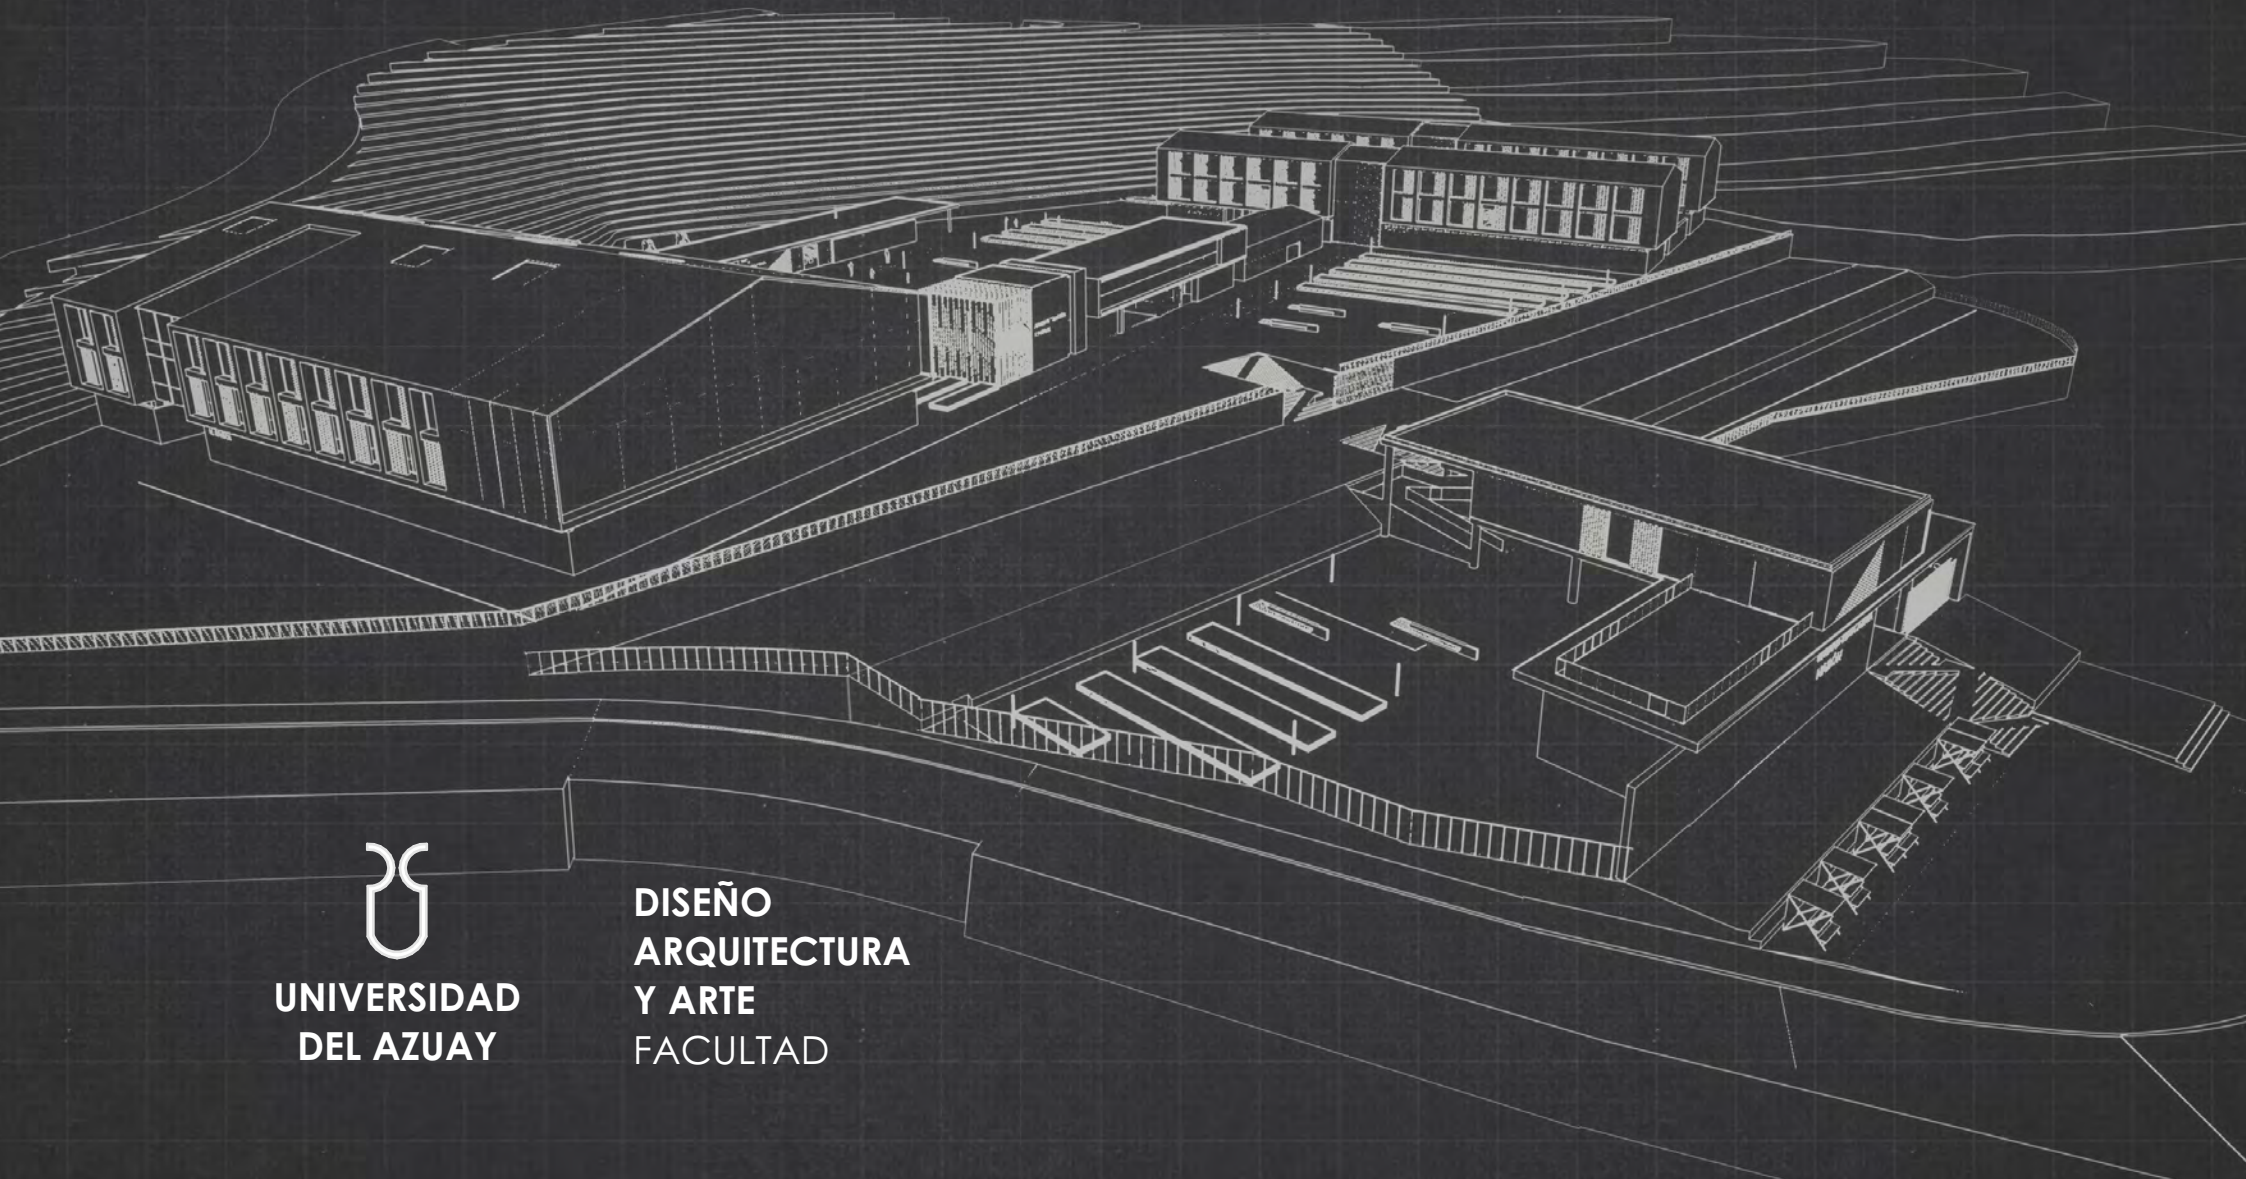 UNIVERSIDAD
DEL AZUAY
DISEÑO
ARQUITECTURA
Y ARTE
FACULTAD